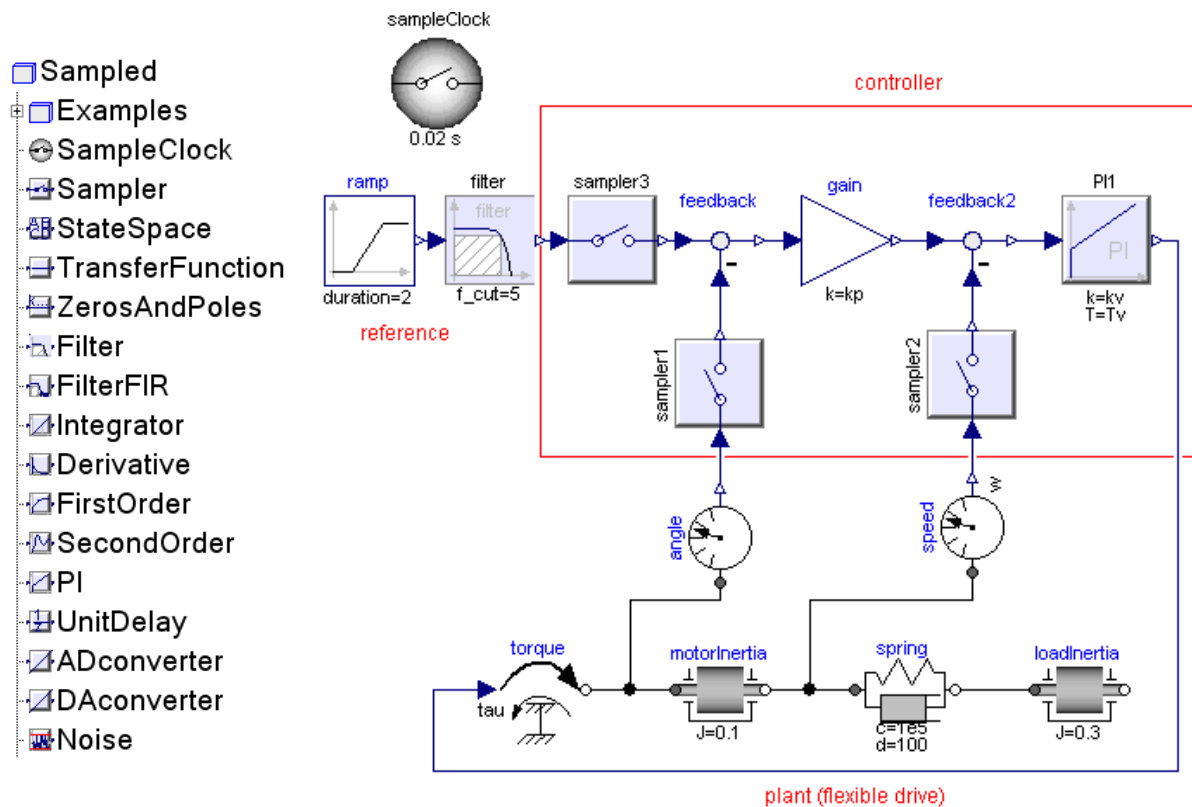 Sampled
Examples
SampleClock
Sampler
StateSpace
TransferFunction
ZerosAndPoles
Filter
FilterFIR
Integrator
Derivative
FirstOrder
SecondOrder
PI
UnitDelay
ADconverter
DAconverter
Noise
sampleClock
0.02 s
controller
ramp
duration=2
filter
filter
f_cut=5
reference
sampler3
feedback
gain
k=kp
feedback2
PI1
PI
k=kv
T=Tv
sampler1
sampler2
angle
speed
w
torque
tau
motorInertia
J=0.1
spring
c=1e5
d=100
loadInertia
J=0.3
plant (flexible drive)